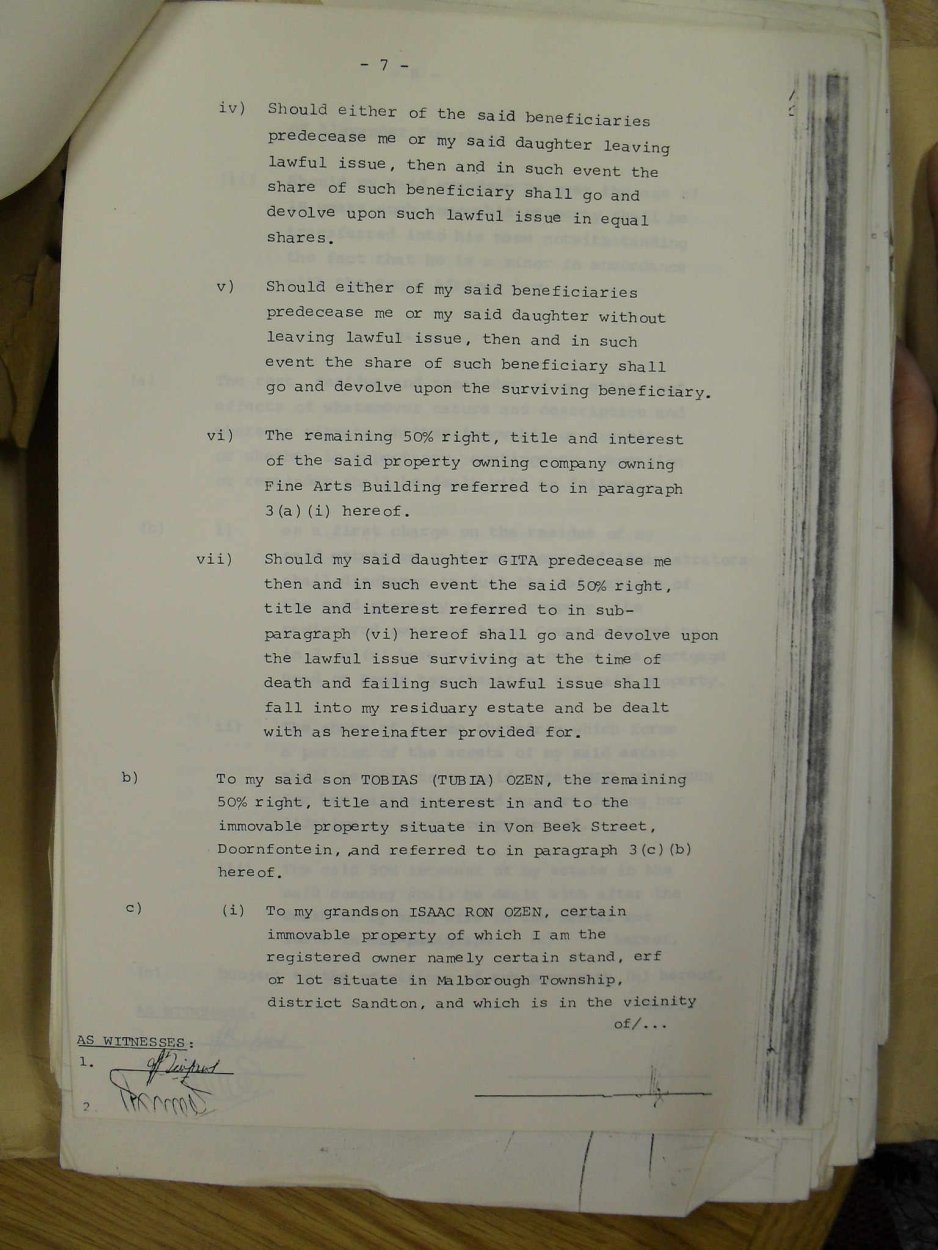 - 7 -
iv) Should either of the said beneficiaries
predecease me or my said daughter leaving
lawful issue, then and in such event the
share of such beneficiary shall go and
devolve upon such lawful issue in equal
shares.
v) Should either of my said beneficiaries
predecease me or my said daughter without
leaving lawful issue, then and in such
event the share of such beneficiary shall
go and devolve upon the surviving beneficiary.
vi) The remaining 50% right, title and interest
of the said property owning company owning
Fine Arts Building referred to in paragraph
3(a)(i) hereof.
vii) Should my said daughter GITA predecease me
then and in such event the said 50% right,
title and interest referred to in sub-
paragraph (vi) hereof shall go and devolve upon
the lawful issue surviving at the time of
death and failing such lawful issue shall
fall into my residuary estate and be dealt
with as hereinafter provided for.
b) To my said son TOBIAS (TUBIA) OZEN, the remaining
50% right, title and interest in and to the
immovable property situate in Von Beek Street,
Doornfontein, and referred to in paragraph 3(c)(b)
hereof.
c) (i) To my grandson ISAAC RON OZEN, certain
immovable property of which I am the
registered owner namely certain stand, erf
or lot situate in Malborough Township,
district Sandton, and which is in the vicinity
of/...
AS WITNESSES:
1.
2